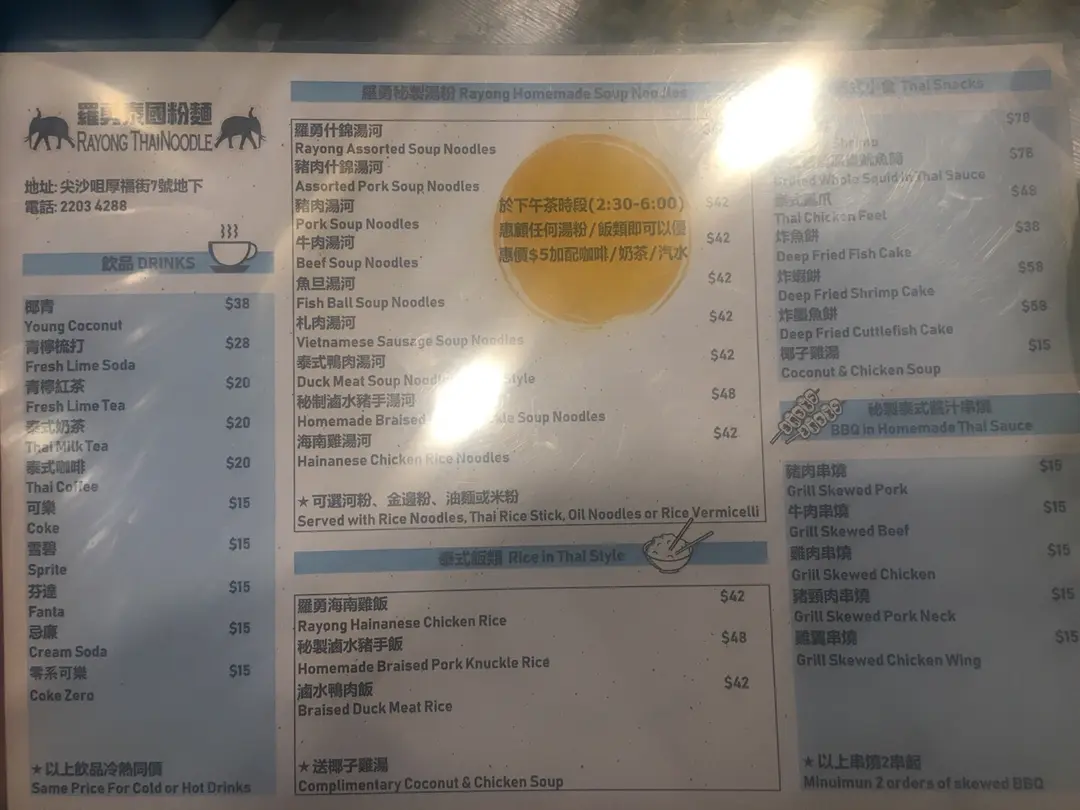 羅勇泰國粉麵
RAYONG THAINOODLE
地址: 尖沙咀厚福街7號地下
電話: 2203 4288
飲品 DRINKS
椰青 $38
Young Coconut
青檸梳打 $28
Fresh Lime Soda
青檸紅茶 $20
Fresh Lime Tea
泰式奶茶 $20
Thai Milk Tea
泰式咖啡 $20
Thai Coffee
可樂 $15
Coke
雪碧 $15
Sprite
芬達 $15
Fanta
忌廉 $15
Cream Soda
零系可樂 $15
Coke Zero
★以上飲品冷熱同價
Same Price For Cold or Hot Drinks
羅勇秘製湯粉 Rayong Homemade Soup Noodles
羅勇什錦湯河
Rayong Assorted Soup Noodles
豬肉什錦湯河
Assorted Pork Soup Noodles
豬肉湯河 $42
Pork Soup Noodles
牛肉湯河 $42
Beef Soup Noodles
魚旦湯河 $42
Fish Ball Soup Noodles
札肉湯河 $42
Vietnamese Sausage Soup Noodles
泰式鴨肉湯河 $42
Duck Meat Soup Style
秘制滷水豬手湯河 $48
Homemade Braised Soup Noodles
海南雞湯河 $42
Hainanese Chicken Rice Noodles
★可選河粉、金邊粉、油麵或米粉
Served with Rice Noodles, Thai Rice Stick, Oil Noodles or Rice Vermicelli
於下午茶時段(2:30-6:00)
惠顧任何湯粉/飯類即可以優
惠價$5加配咖啡/奶茶/汽水
泰式飯類 Rice in Thai Style
羅勇海南雞飯 $42
Rayong Hainanese Chicken Rice
秘製滷水豬手飯 $48
Homemade Braised Pork Knuckle Rice
滷水鴨肉飯 $42
Braised Duck Meat Rice
★送椰子雞湯
Complimentary Coconut & Chicken Soup
小食 Thai Snacks
$78
Shrimp
$78
Whole Squid in Thai Sauce
$48
Thai Chicken Feet
炸魚餅 $38
Deep Fried Fish Cake
炸蝦餅 $58
Deep Fried Shrimp Cake
炸墨魚餅 $58
Deep Fried Cuttlefish Cake
椰子雞湯 $15
Coconut & Chicken Soup
秘製泰式醬汁串燒
BBQ in Homemade Thai Sauce
豬肉串燒 $15
Grill Skewed Pork
牛肉串燒 $15
Grill Skewed Beef
雞肉串燒 $15
Grill Skewed Chicken
豬頸肉串燒 $15
Grill Skewed Pork Neck
雞翼串燒 $15
Grill Skewed Chicken Wing
★以上串燒2串起
Minulmun 2 orders of skewed BBQ